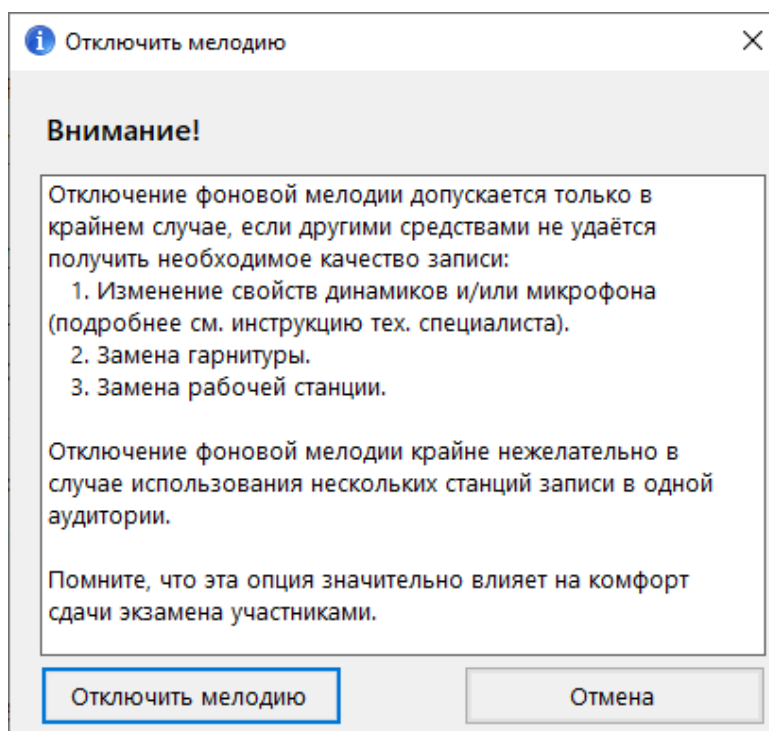 Отключить мелодию
Внимание!
Отключение фоновой мелодии допускается только в
крайнем случае, если другими средствами не удаётся
получить необходимое качество записи:
1. Изменение свойств динамиков и/или микрофона
(подробнее см. инструкцию тех. специалиста).
2. Замена гарнитуры.
3. Замена рабочей станции.
Отключение фоновой мелодии крайне нежелательно в
случае использования нескольких станций записи в одной
аудитории.
Помните, что эта опция значительно влияет на комфорт
сдачи экзамена участниками.
Отключить мелодию
Отмена